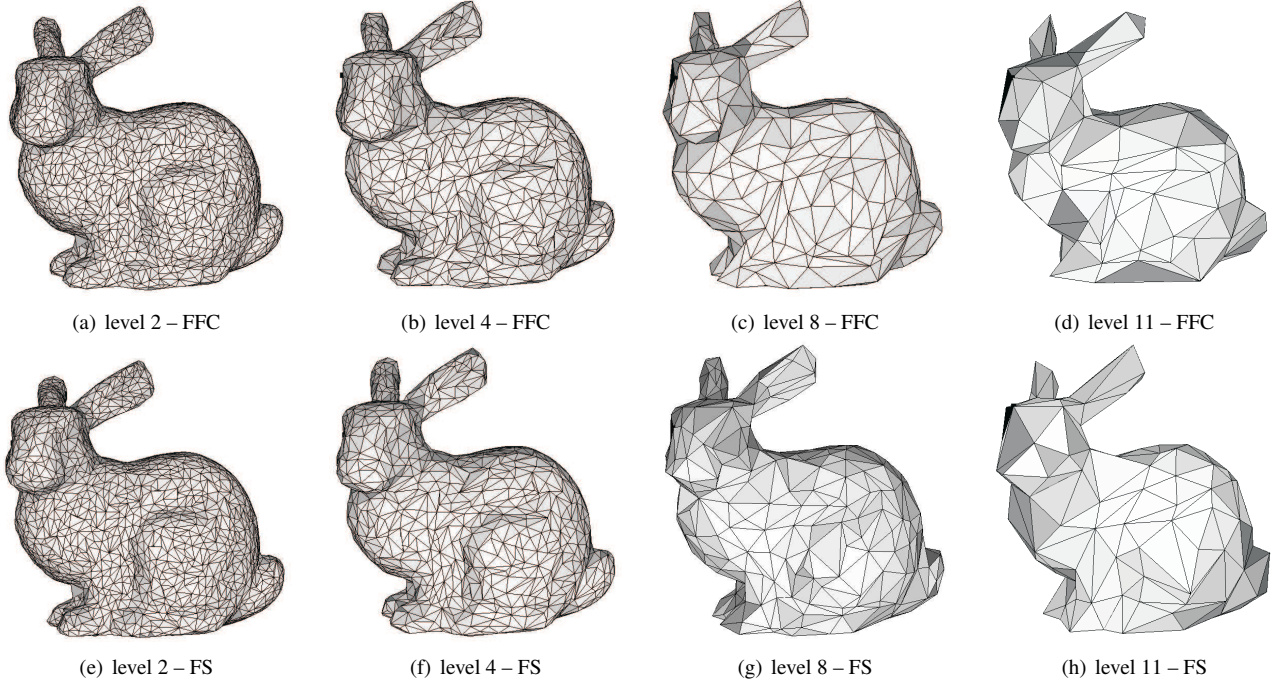 (a) level 2 – FFC
(b) level 4 – FFC
(c) level 8 – FFC
(d) level 11 – FFC
(e) level 2 – FS
(f) level 4 – FS
(g) level 8 – FS
(h) level 11 – FS